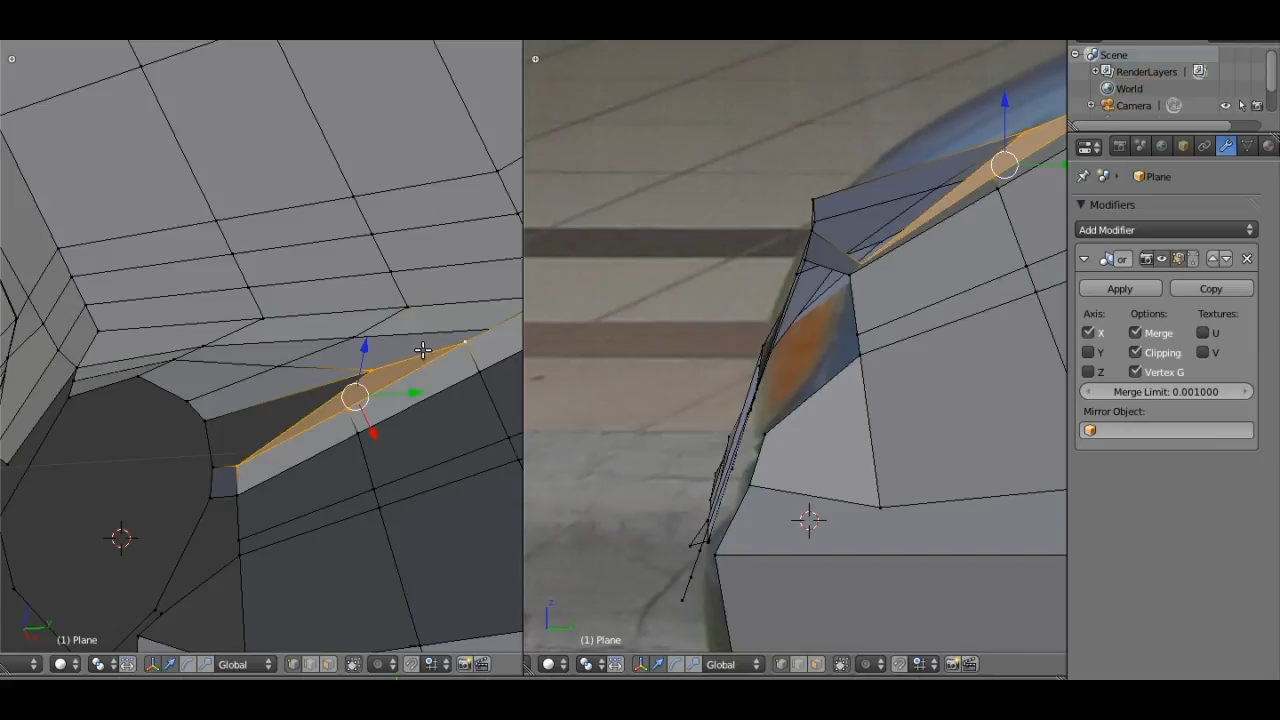 Scene
RenderLayers
World
Camera
Plane
Modifiers
Add Modifier
or
Apply
Copy
Axis:
Options:
Textures:
X
Merge
U
Y
Clipping
V
Z
Vertex G
Merge Limit: 0.001000
Mirror Object:
(1) Plane
(1) Plane
Global
Global